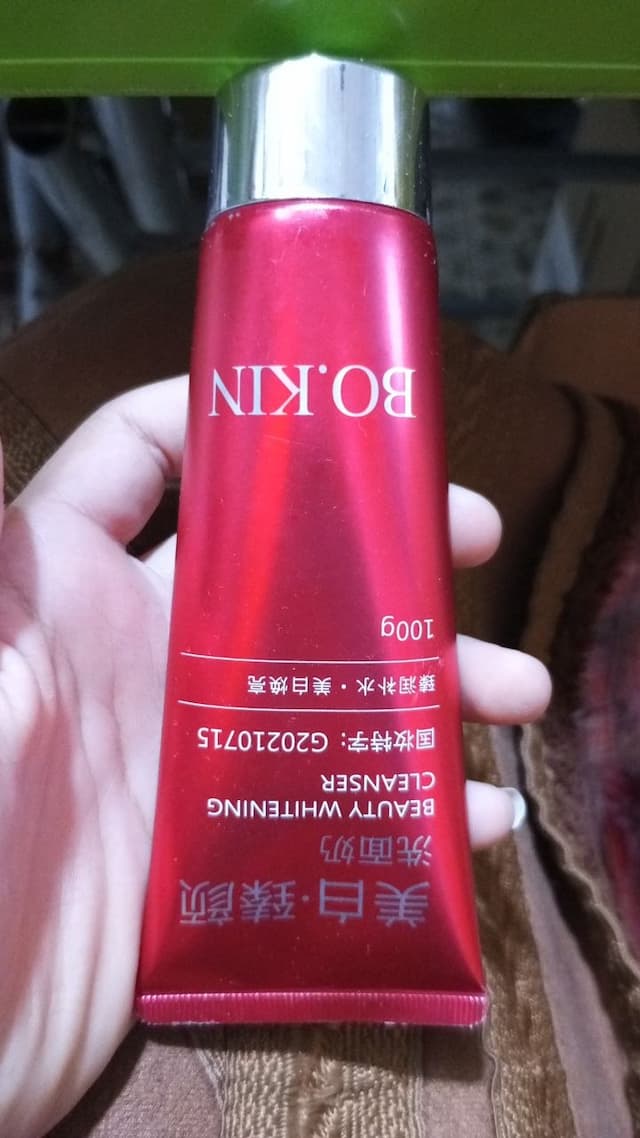 美白·臻颜
洗面奶
BEAUTY WHITENING
CLEANSER
国妆特字：G20210715
臻润补水·美白焕亮
100g
BO.KIN